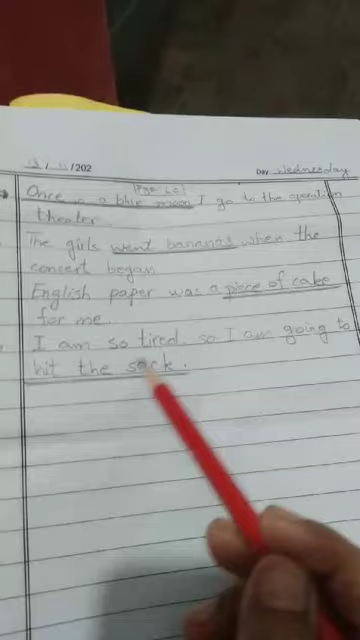 /202
Day Wednesday
Once in a blue moon I go to the operation
theater.
The girls went bananas when the
concert began
English paper was a piece of cake
for me.
I am so tired, so I am going to
hit the sack.